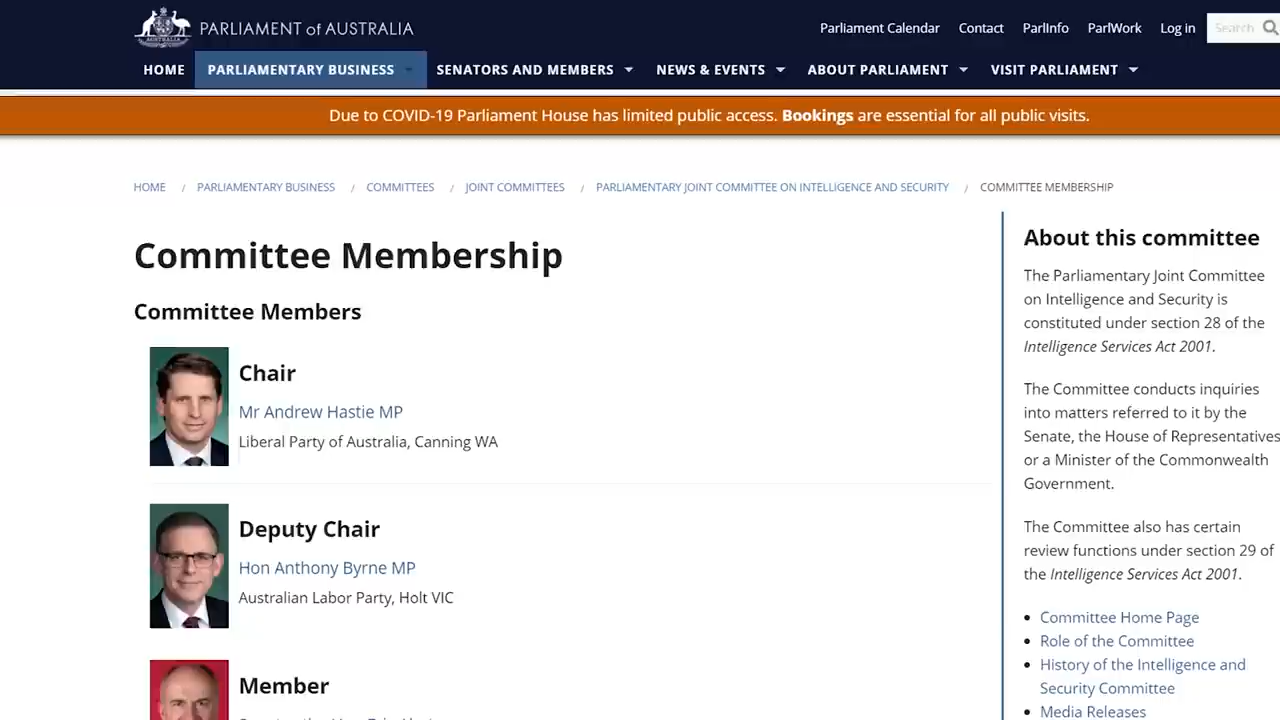 PARLIAMENT of AUSTRALIA
Parliament Calendar Contact ParlInfo ParlWork Log in Search
HOME PARLIAMENTARY BUSINESS SENATORS AND MEMBERS NEWS & EVENTS ABOUT PARLIAMENT VISIT PARLIAMENT
Due to COVID-19 Parliament House has limited public access. Bookings are essential for all public visits.
HOME / PARLIAMENTARY BUSINESS / COMMITTEES / JOINT COMMITTEES / PARLIAMENTARY JOINT COMMITTEE ON INTELLIGENCE AND SECURITY / COMMITTEE MEMBERSHIP
Committee Membership
Committee Members
Chair
Mr Andrew Hastie MP
Liberal Party of Australia, Canning WA
Deputy Chair
Hon Anthony Byrne MP
Australian Labor Party, Holt VIC
Member
About this committee
The Parliamentary Joint Committee
on Intelligence and Security is
constituted under section 28 of the
Intelligence Services Act 2001.
The Committee conducts inquiries
into matters referred to it by the
Senate, the House of Representatives
or a Minister of the Commonwealth
Government.
The Committee also has certain
review functions under section 29 of
the Intelligence Services Act 2001.
Committee Home Page
Role of the Committee
History of the Intelligence and
Security Committee
Media Releases